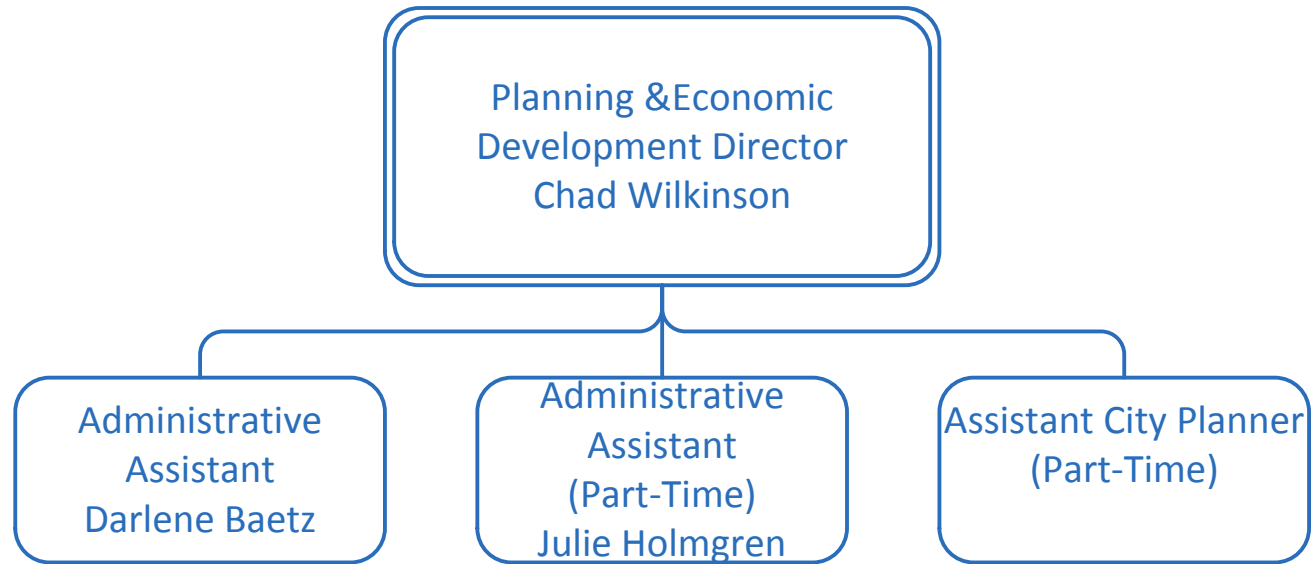 Planning &Economic
Development Director
Chad Wilkinson
Administrative
Assistant
Darlene Baetz
Administrative
Assistant
(Part-Time)
Julie Holmgren
Assistant City Planner
(Part-Time)